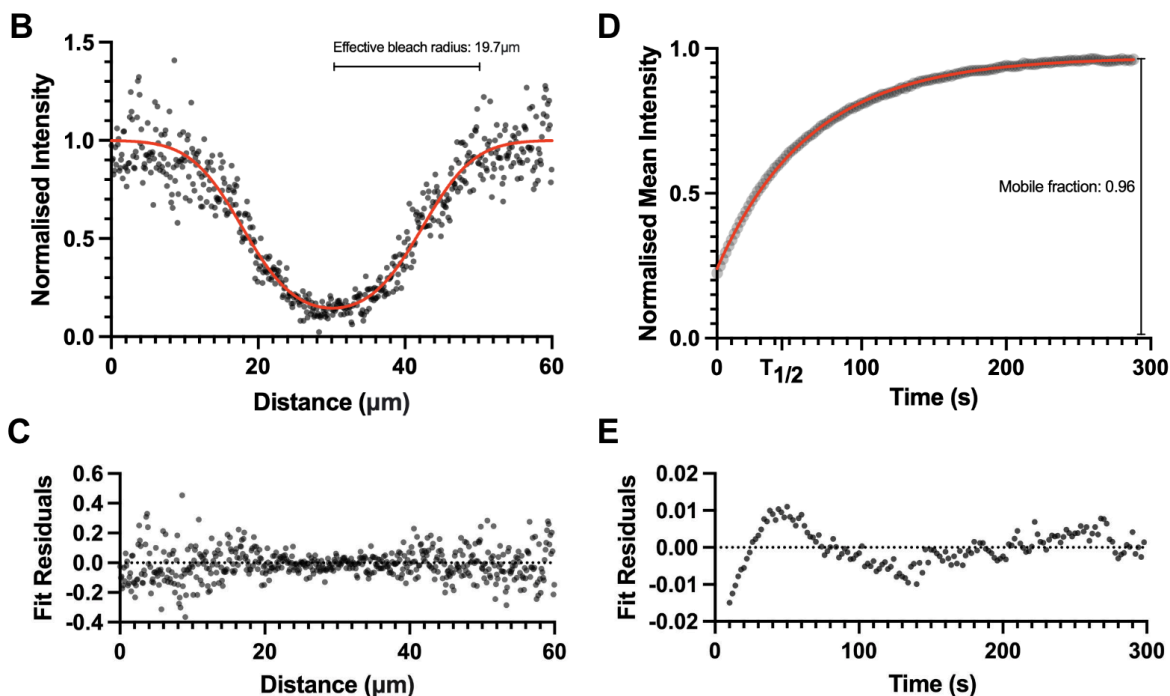 B
Effective bleach radius: 19.7µm
1.5
1.0
0.5
0.0
Normalised Intensity
0 20 40 60
Distance (µm)
D
1.0
0.5
0.0
Normalised Mean Intensity
Mobile fraction: 0.96
0 T1/2 100 200 300
Time (s)
C
0.6
0.4
0.2
0.0
-0.2
-0.4
Fit Residuals
0 20 40 60
Distance (µm)
E
0.02
0.01
0.00
-0.01
-0.02
Fit Residuals
0 100 200 300
Time (s)